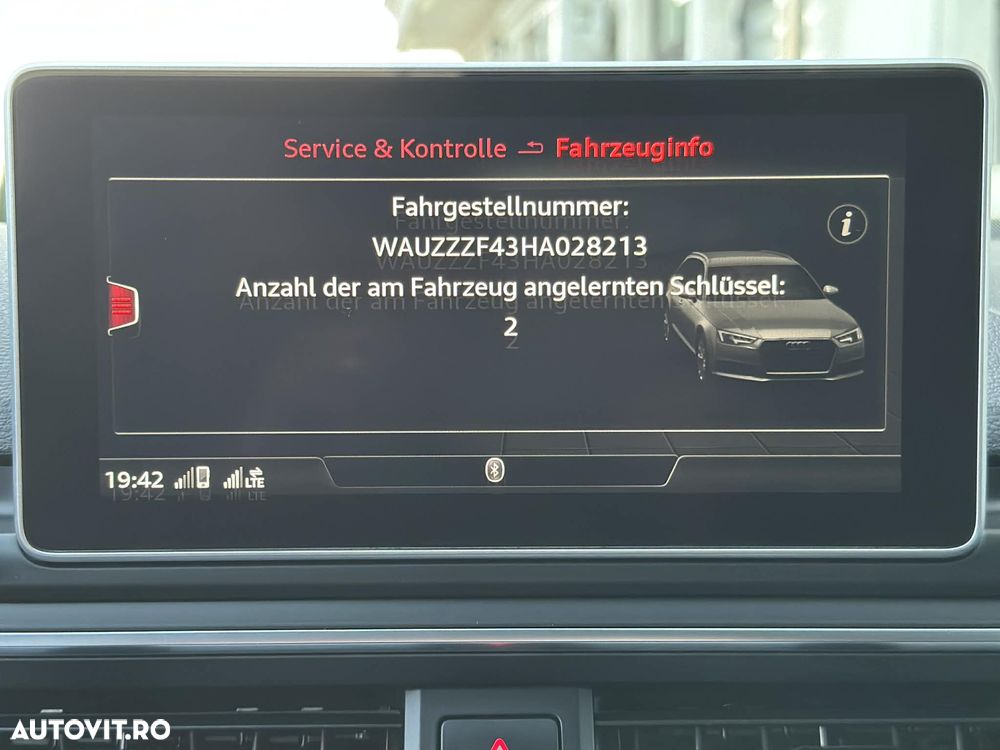 Service & Kontrolle Fahrzeuginfo
Fahrgestellnummer:
WAUZZZF43HA028213
Anzahl der am Fahrzeug angelernten Schlüssel:
2
19:42 LTE
AUTOVIT.RO